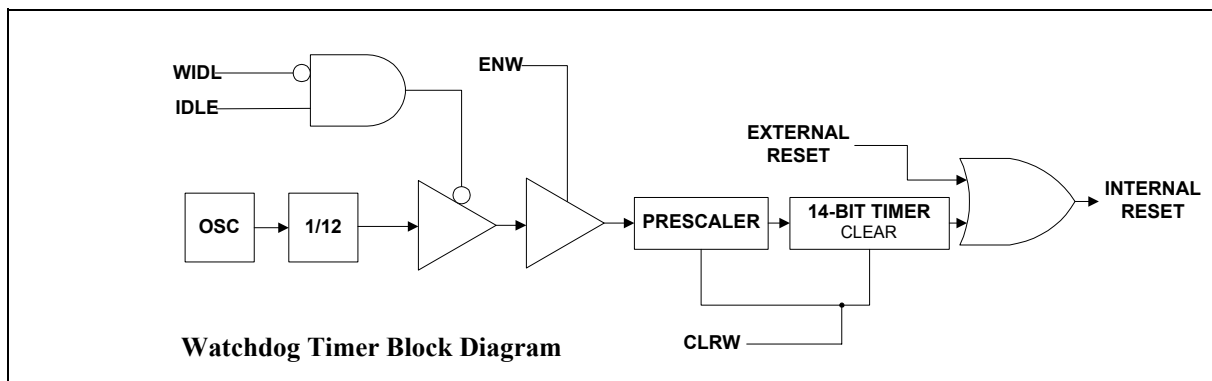 WIDL
IDLE
ENW
EXTERNAL
RESET
INTERNAL
RESET
OSC
1/12
PRESCALER
14-BIT TIMER
CLEAR
CLRW
Watchdog Timer Block Diagram